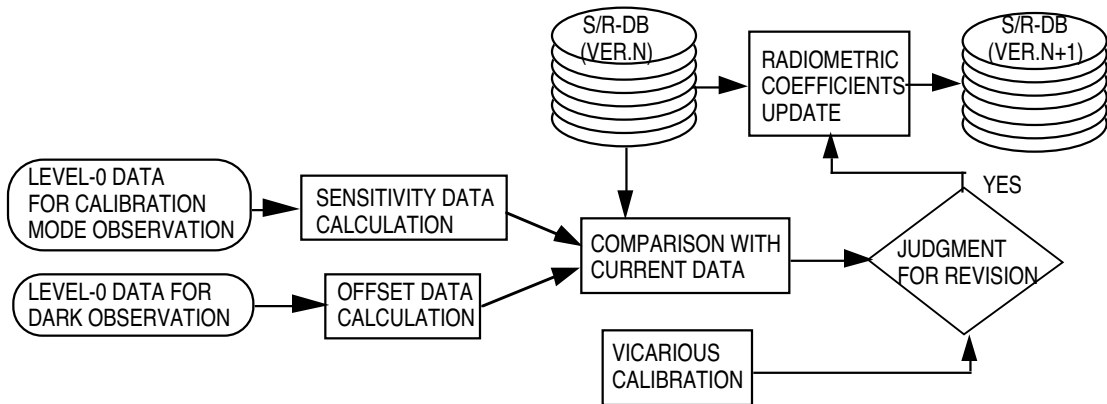 S/R-DB
(VER.N)
RADIOMETRIC
COEFFICIENTS
UPDATE
S/R-DB
(VER.N+1)
LEVEL-0 DATA
FOR CALIBRATION
MODE OBSERVATION
SENSITIVITY DATA
CALCULATION
COMPARISON WITH
CURRENT DATA
YES
JUDGMENT
FOR REVISION
LEVEL-0 DATA FOR
DARK OBSERVATION
OFFSET DATA
CALCULATION
VICARIOUS
CALIBRATION